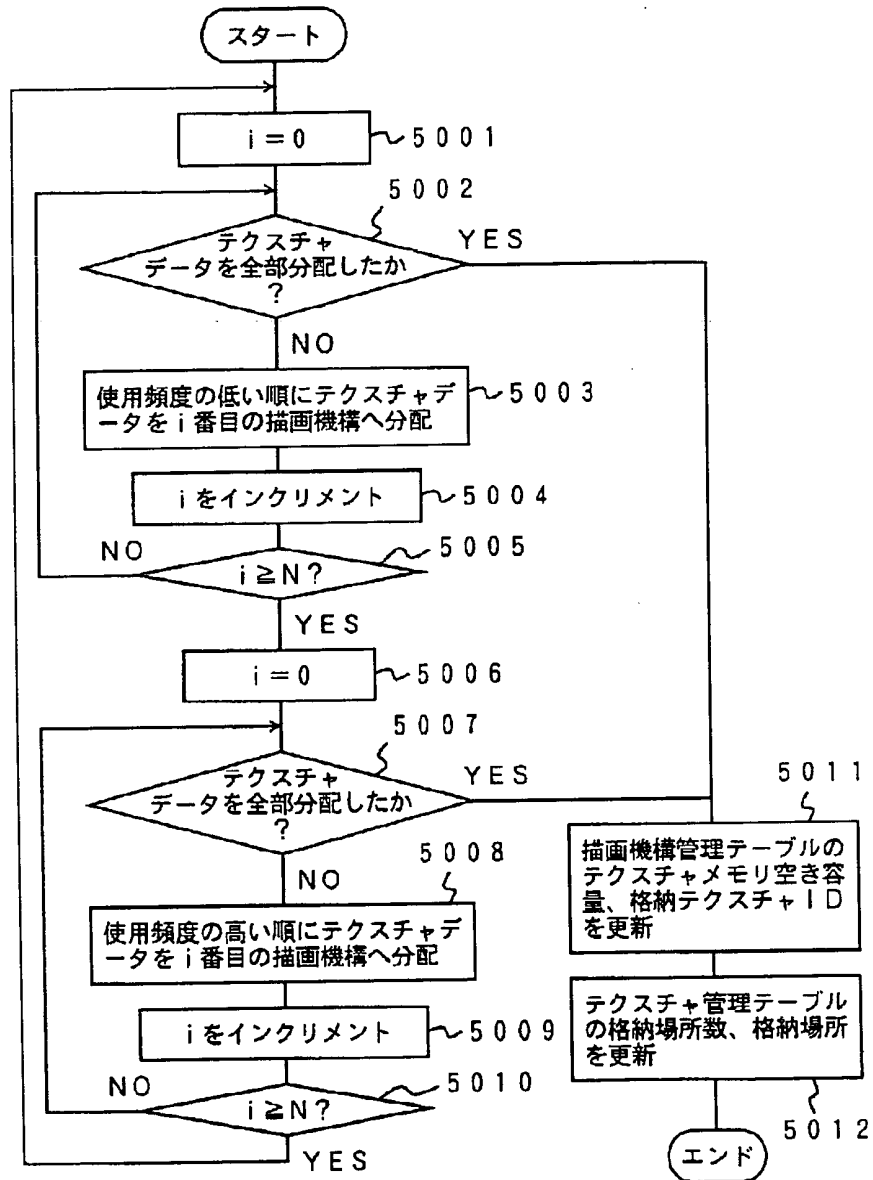 スタート
i=0
5001
5002
テクスチャ
データを全部分配したか
?
YES
NO
使用頻度の低い順にテクスチャデ
ータをi番目の描画機構へ分配
5003
iをインクリメント
5004
NO
5005
i≧N?
YES
i=0
5006
5007
テクスチャ
データを全部分配したか
?
YES
5008
NO
使用頻度の高い順にテクスチャデ
ータをi番目の描画機構へ分配
iをインクリメント
5009
NO
5010
i≧N?
YES
5011
描画機構管理テーブルの
テクスチャメモリ空き容
量、格納テクスチャID
を更新
テクスチャ管理テーブル
の格納場所数、格納場所
を更新
5012
エンド